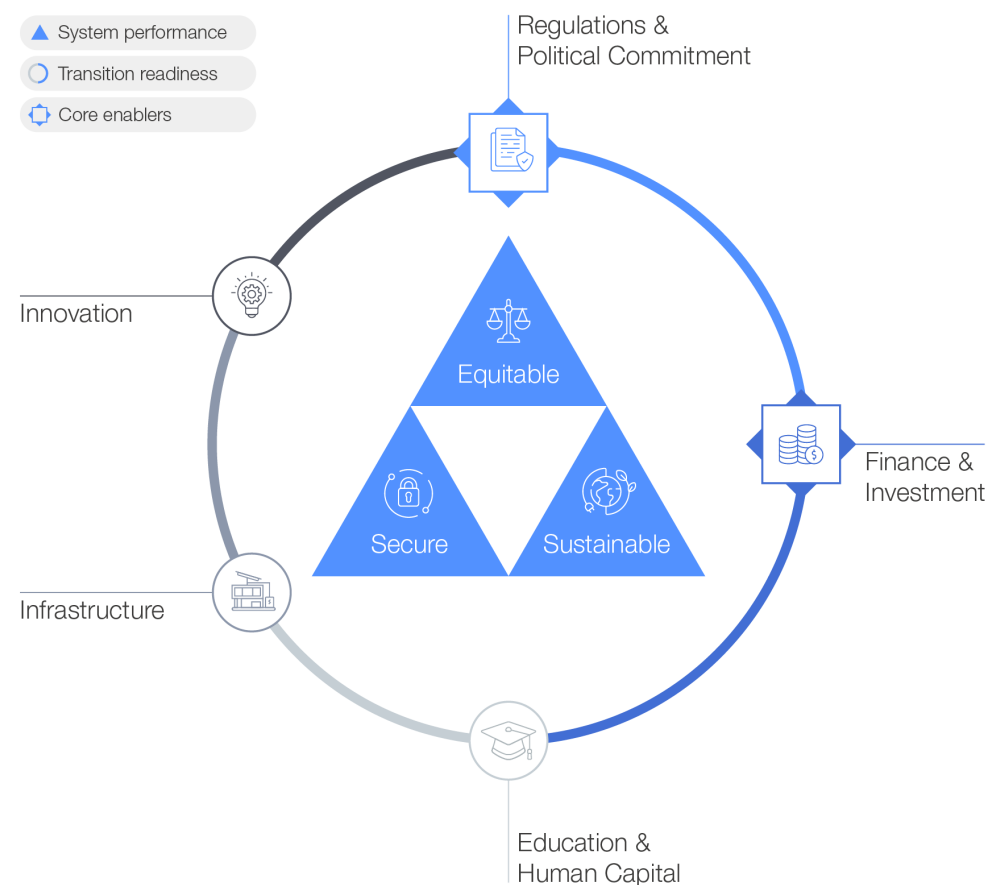 System performance
Transition readiness
Core enablers
Regulations &
Political Commitment
Innovation
Equitable
Finance &
Investment
Secure
Sustainable
Infrastructure
Education &
Human Capital